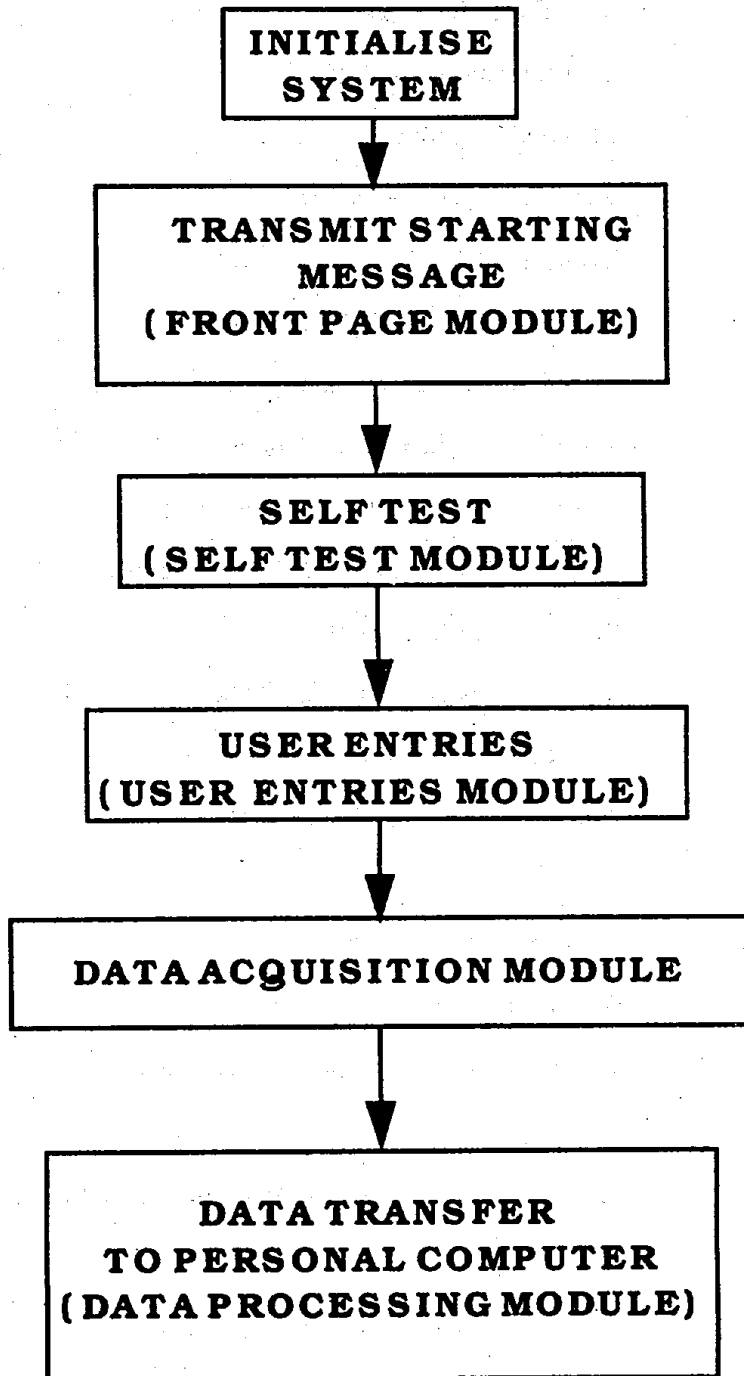 INITIALISE
SYSTEM
TRANSMIT STARTING
MESSAGE
( FRONT PAGE MODULE)
SELF TEST
( SELF TEST MODULE)
USER ENTRIES
( USER ENTRIES MODULE)
DATA ACQUISITION MODULE
DATA TRANSFER
TO PERSONAL COMPUTER
( DATA PROCESSING MODULE)